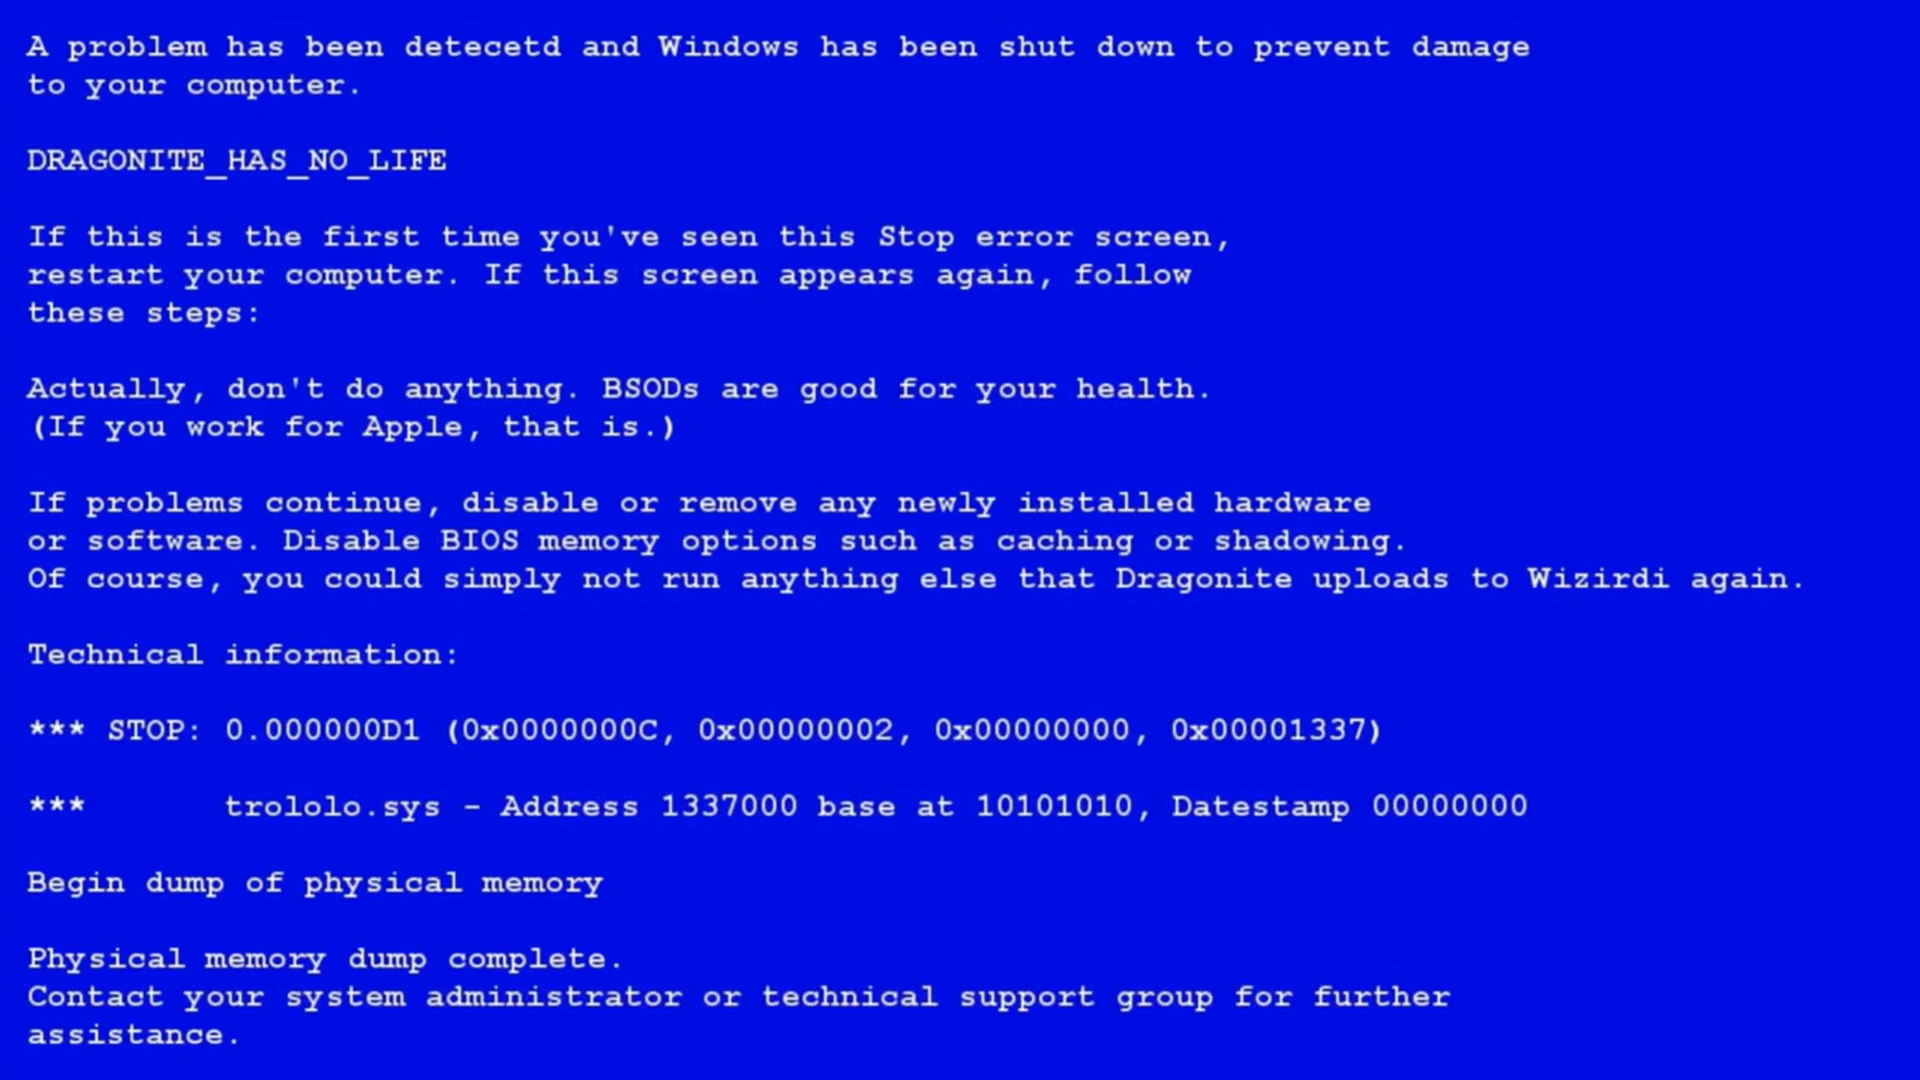 A problem has been detecetd and Windows has been shut down to prevent damage
to your computer.
DRAGONITE_HAS_NO_LIFE
If this is the first time you've seen this Stop error screen,
restart your computer. If this screen appears again, follow
these steps:
Actually, don't do anything. BSODs are good for your health.
(If you work for Apple, that is.)
If problems continue, disable or remove any newly installed hardware
or software. Disable BIOS memory options such as caching or shadowing.
Of course, you could simply not run anything else that Dragonite uploads to Wizirdi again.
Technical information:
*** STOP: 0.000000D1 (0x0000000C, 0x00000002, 0x00000000, 0x00001337)
***       trololo.sys - Address 1337000 base at 10101010, Datestamp 00000000
Begin dump of physical memory
Physical memory dump complete.
Contact your system administrator or technical support group for further
assistance.